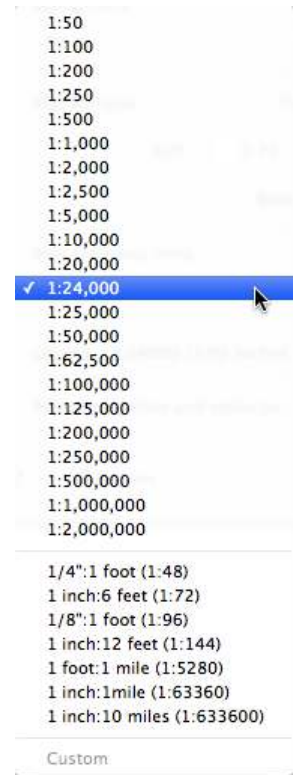 1:50
1:100
1:200
1:250
1:500
1:1,000
1:2,000
1:2,500
1:5,000
1:10,000
1:20,000
✓ 1:24,000
1:25,000
1:50,000
1:62,500
1:100,000
1:125,000
1:200,000
1:250,000
1:500,000
1:1,000,000
1:2,000,000
1/4":1 foot (1:48)
1 inch:6 feet (1:72)
1/8":1 foot (1:96)
1 inch:12 feet (1:144)
1 foot:1 mile (1:5280)
1 inch:1mile (1:63360)
1 inch:10 miles (1:633600)
Custom